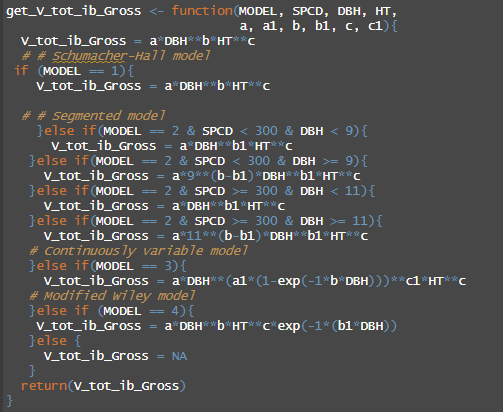 get_V_tot_ib_Gross <- function(MODEL, SPCD, DBH, HT,
a, a1, b, b1, c, c1){
V_tot_ib_Gross = a*DBH**b*HT**c
# # Schumacher-Hall model
if (MODEL == 1){
V_tot_ib_Gross = a*DBH**b*HT**c
# # Segmented model
}else if(MODEL == 2 & SPCD < 300 & DBH < 9){
V_tot_ib_Gross = a*DBH**b1*HT**c
}else if(MODEL == 2 & SPCD < 300 & DBH >= 9){
V_tot_ib_Gross = a*9**(b-b1)*DBH**b1*HT**c
}else if(MODEL == 2 & SPCD >= 300 & DBH < 11){
V_tot_ib_Gross = a*DBH**b1*HT**c
}else if(MODEL == 2 & SPCD >= 300 & DBH >= 11){
V_tot_ib_Gross = a*11**(b-b1)*DBH**b1*HT**c
# Continuously variable model
}else if(MODEL == 3){
V_tot_ib_Gross = a*DBH**(a1*(1-exp(-1*b*DBH)))**c1*HT**c
# Modified Wiley model
}else if (MODEL == 4){
V_tot_ib_Gross = a*DBH**b*HT**c*exp(-1*(b1*DBH))
}else {
V_tot_ib_Gross = NA
}
return(V_tot_ib_Gross)
}